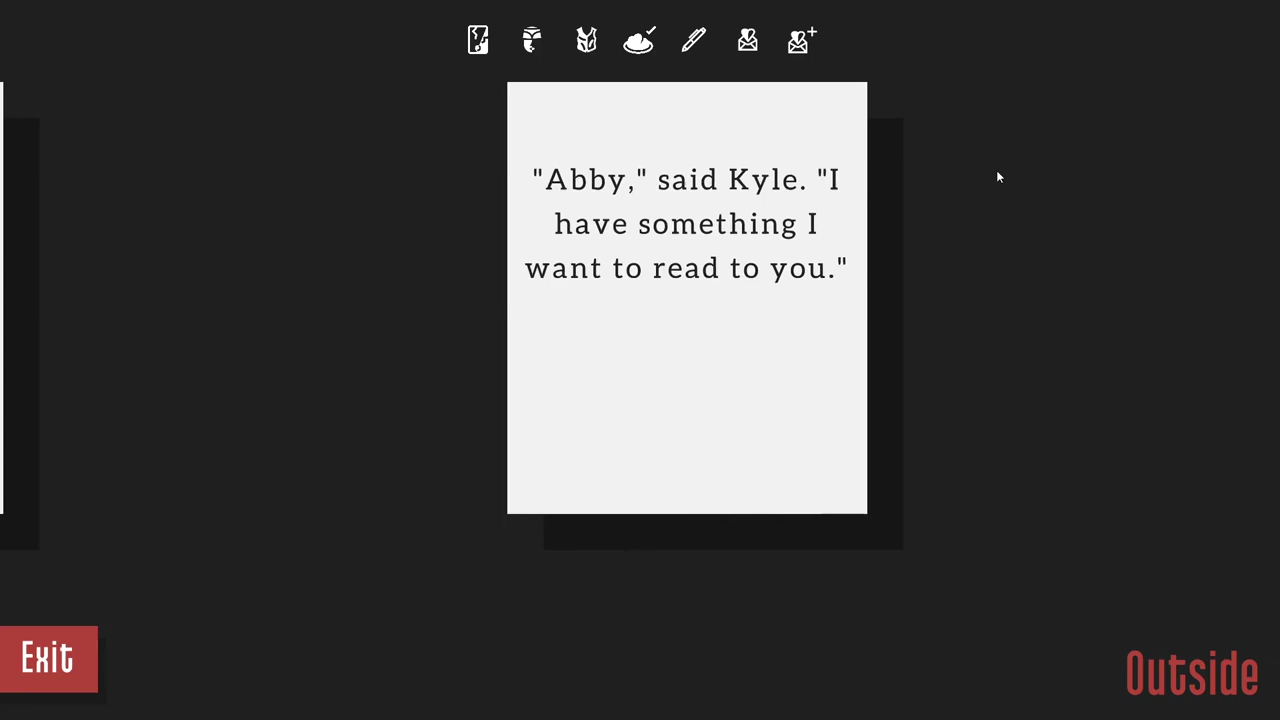 "Abby," said Kyle. "I
have something I
want to read to you."
Exit
Outside